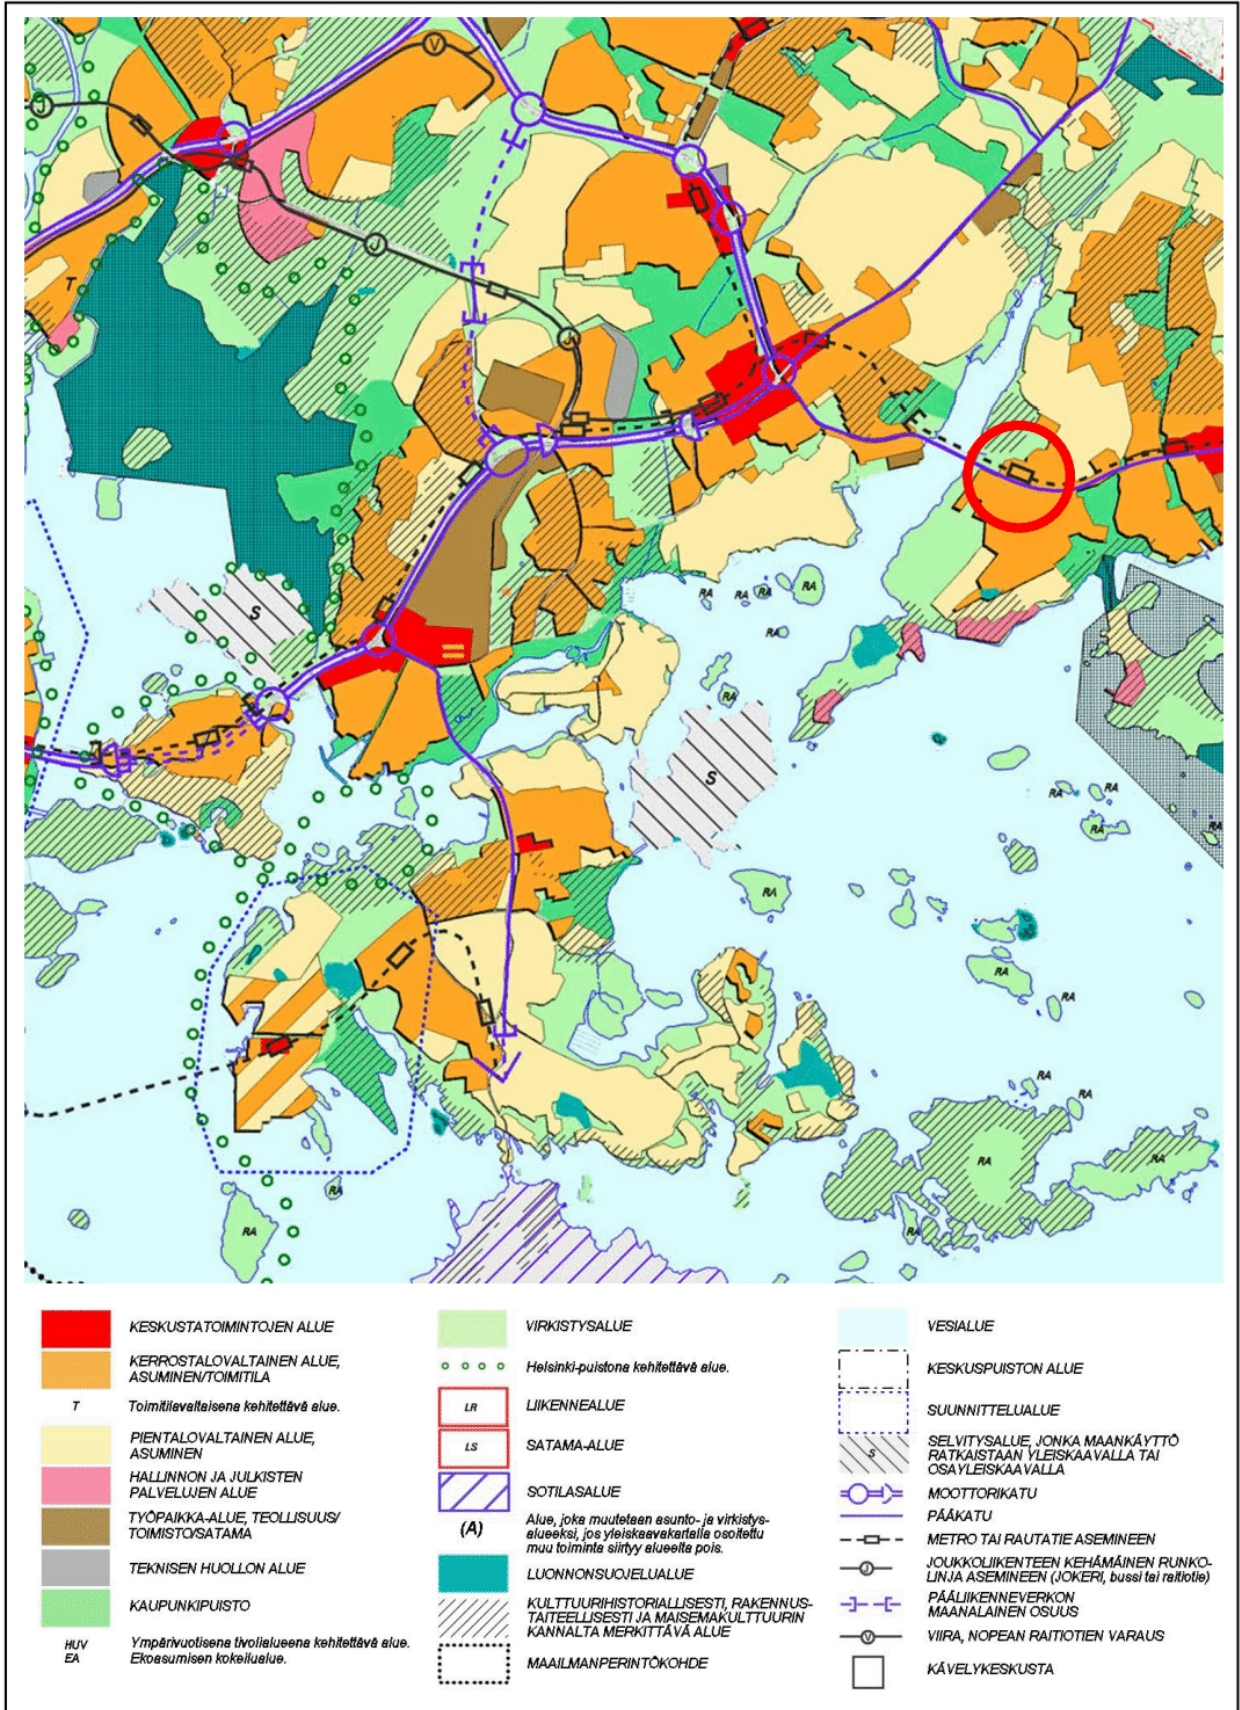 V
J
J
T
J
S
RA
RA
RA
RA
RA
RA
S
RA
RA
RA
RA
RA
RA
RA
RA
RA
RA
RA
RA
RA
RA
KESKUSTATOIMINTOJEN ALUE
KERROSTALOVALTAINEN ALUE,
ASUMINEN/TOIMITILA
T Toimitilavaltaisena kehitettävä alue.
PIENTALOVALTAINEN ALUE,
ASUMINEN
HALLINNON JA JULKISTEN
PALVELUJEN ALUE
TYÖPAIKKA-ALUE, TEOLLISUUS/
TOIMISTO/SATAMA
TEKNISEN HUOLLON ALUE
KAUPUNKIPUISTO
HUV Ympärivuotisena tivolialueena kehitettävä alue.
EA Ekoasumisen kokeilualue.
VIRKISTYSALUE
Helsinki-puistona kehitettävä alue.
LR LIIKENNEALUE
LS SATAMA-ALUE
SOTILASALUE
(A) Alue, joka muutetaan asunto- ja virkistys-
alueeksi, jos yleiskaavakartalla osoitettu
muu toiminta siirtyy alueelta pois.
LUONNONSUOJELUALUE
KULTTUURIHISTORIALLISESTI, RAKENNUS-
TAITEELLISESTI JA MAISEMAKULTTUURIN
KANNALTA MERKITTÄVÄ ALUE
MAAILMANPERINTÖKOHDE
VESIALUE
KESKUSPUISTON ALUE
SUUNNITTELUALUE
S SELVITYSALUE, JONKA MAANKÄYTTÖ
RATKAISTAAN YLEISKAAVALLA TAI
OSAYLEISKAAVALLA
MOOTTORIKATU
PÄÄKATU
METRO TAI RAUTATIE ASEMINEEN
J JOUKKOLIIKENTEEN KEHÄMÄINEN RUNKO-
LINJA ASEMINEEN (JOKERI, bussi tai raitiotie)
PÄÄLIIKENNEVERKON
MAANALAINEN OSUUS
V VIIRA, NOPEAN RAITIOTIEN VARAUS
KÄVELYKESKUSTA